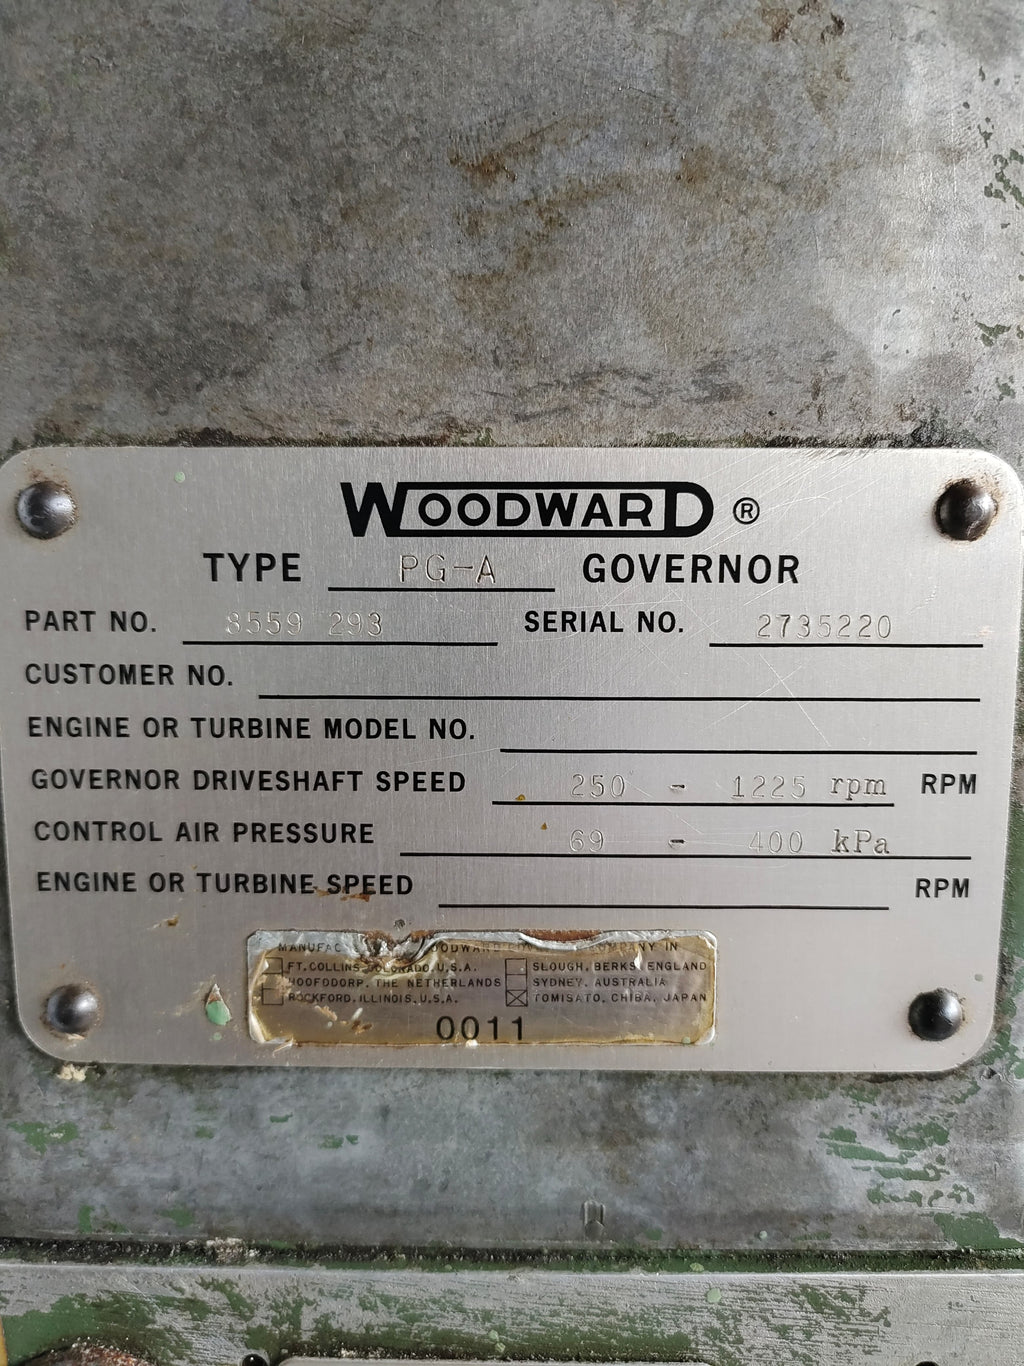 WOODWARD ®
TYPE PG-A GOVERNOR
PART NO. 8559 293 SERIAL NO. 2735220
CUSTOMER NO.
ENGINE OR TURBINE MODEL NO.
GOVERNOR DRIVESHAFT SPEED 250 - 1225 rpm RPM
CONTROL AIR PRESSURE 69 - 400 kPa
ENGINE OR TURBINE SPEED RPM
IN
FT. COLLINS, COLORADO, U.S.A. SLOUGH, BERKS, ENGLAND
HOOFDDORP, THE NETHERLANDS SYDNEY, AUSTRALIA
ROCKFORD, ILLINOIS, U.S.A. TOMISATO, CHIBA, JAPAN
0011